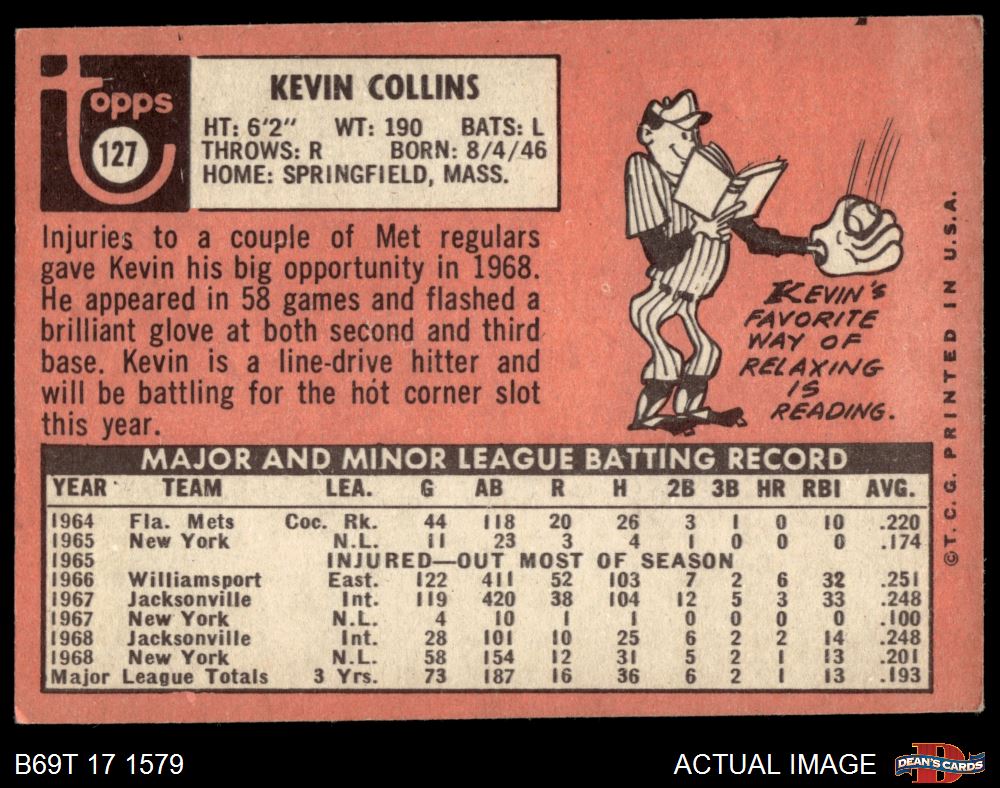 Topps
127
KEVIN COLLINS
HT: 6'2" WT: 190 BATS: L
THROWS: R BORN: 8/4/46
HOME: SPRINGFIELD, MASS.
Injuries to a couple of Met regulars
gave Kevin his big opportunity in 1968.
He appeared in 58 games and flashed a
brilliant glove at both second and third
base. Kevin is a line-drive hitter and
will be battling for the hot corner slot
this year.
KEVIN'S
FAVORITE
WAY OF
RELAXING
IS
READING.
©T.C.G. PRINTED IN U.S.A.
MAJOR AND MINOR LEAGUE BATTING RECORD
YEAR TEAM LEA. G AB R H 2B 3B HR RBI AVG.
1964 Fla. Mets Coc. Rk. 44 118 20 26 3 1 0 10 .220
1965 New York N.L. 11 23 3 4 1 0 0 0 .174
1965 INJURED—OUT MOST OF SEASON
1966 Williamsport East. 122 411 52 103 7 2 6 32 .251
1967 Jacksonville Int. 119 420 38 104 12 5 3 33 .248
1967 New York N.L. 4 10 1 1 0 0 0 0 .100
1968 Jacksonville Int. 28 101 10 25 6 2 2 14 .248
1968 New York N.L. 58 154 12 31 5 2 1 13 .201
Major League Totals 3 Yrs. 73 187 16 36 6 2 1 13 .193
B69T 17 1579
ACTUAL IMAGE
DEAN'S CARDS